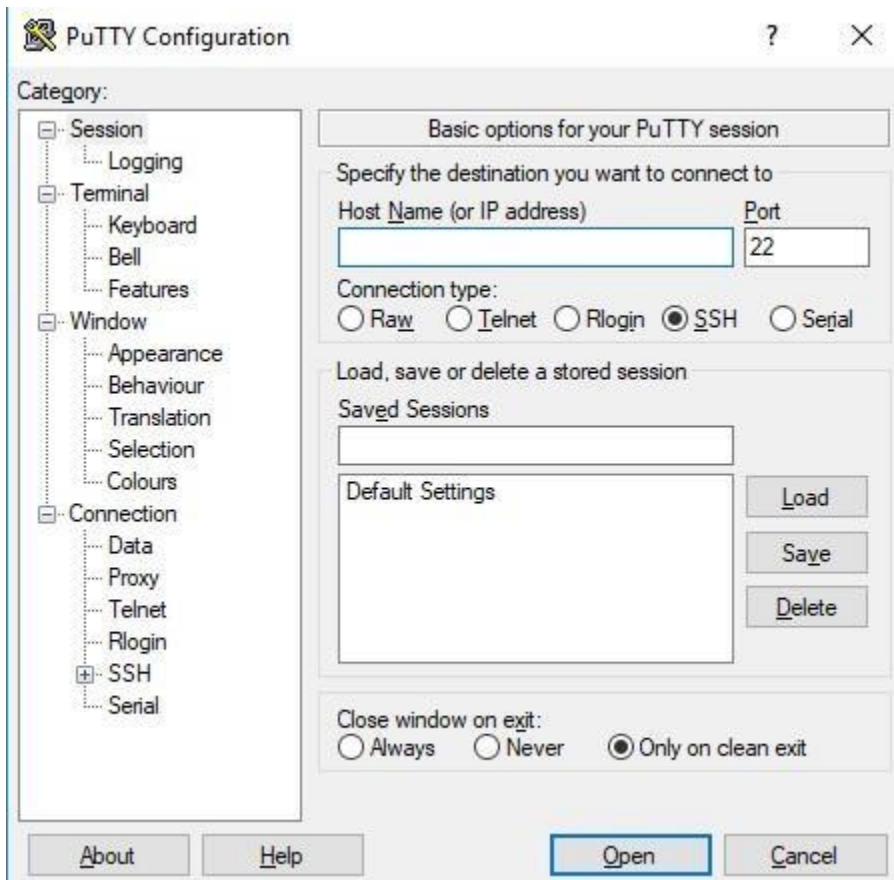 PuTTY Configuration
?
Category:
Session
Logging
Terminal
Keyboard
Bell
Features
Window
Appearance
Behaviour
Translation
Selection
Colours
Connection
Data
Proxy
Telnet
Rlogin
SSH
Serial
Basic options for your PuTTY session
Specify the destination you want to connect to
Host Name (or IP address) Port
22
Connection type:
Raw Telnet Rlogin SSH Serial
Load, save or delete a stored session
Saved Sessions
Default Settings
Load
Save
Delete
Close window on exit:
Always Never Only on clean exit
About Help Open Cancel